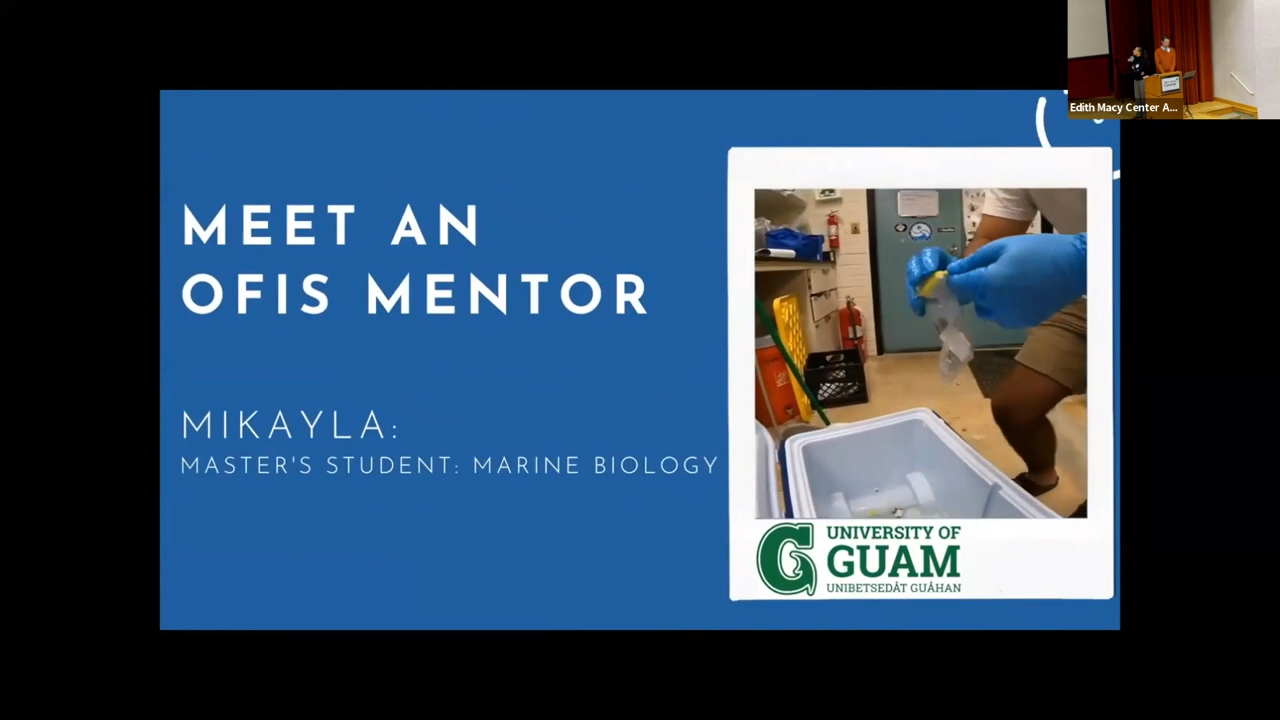 Edith Macy Center A...
MEET AN
OFIS MENTOR
MIKAYLA:
MASTER'S STUDENT: MARINE BIOLOGY
G
UNIVERSITY OF
GUAM
UNIBETSEDÅT GUÅHAN